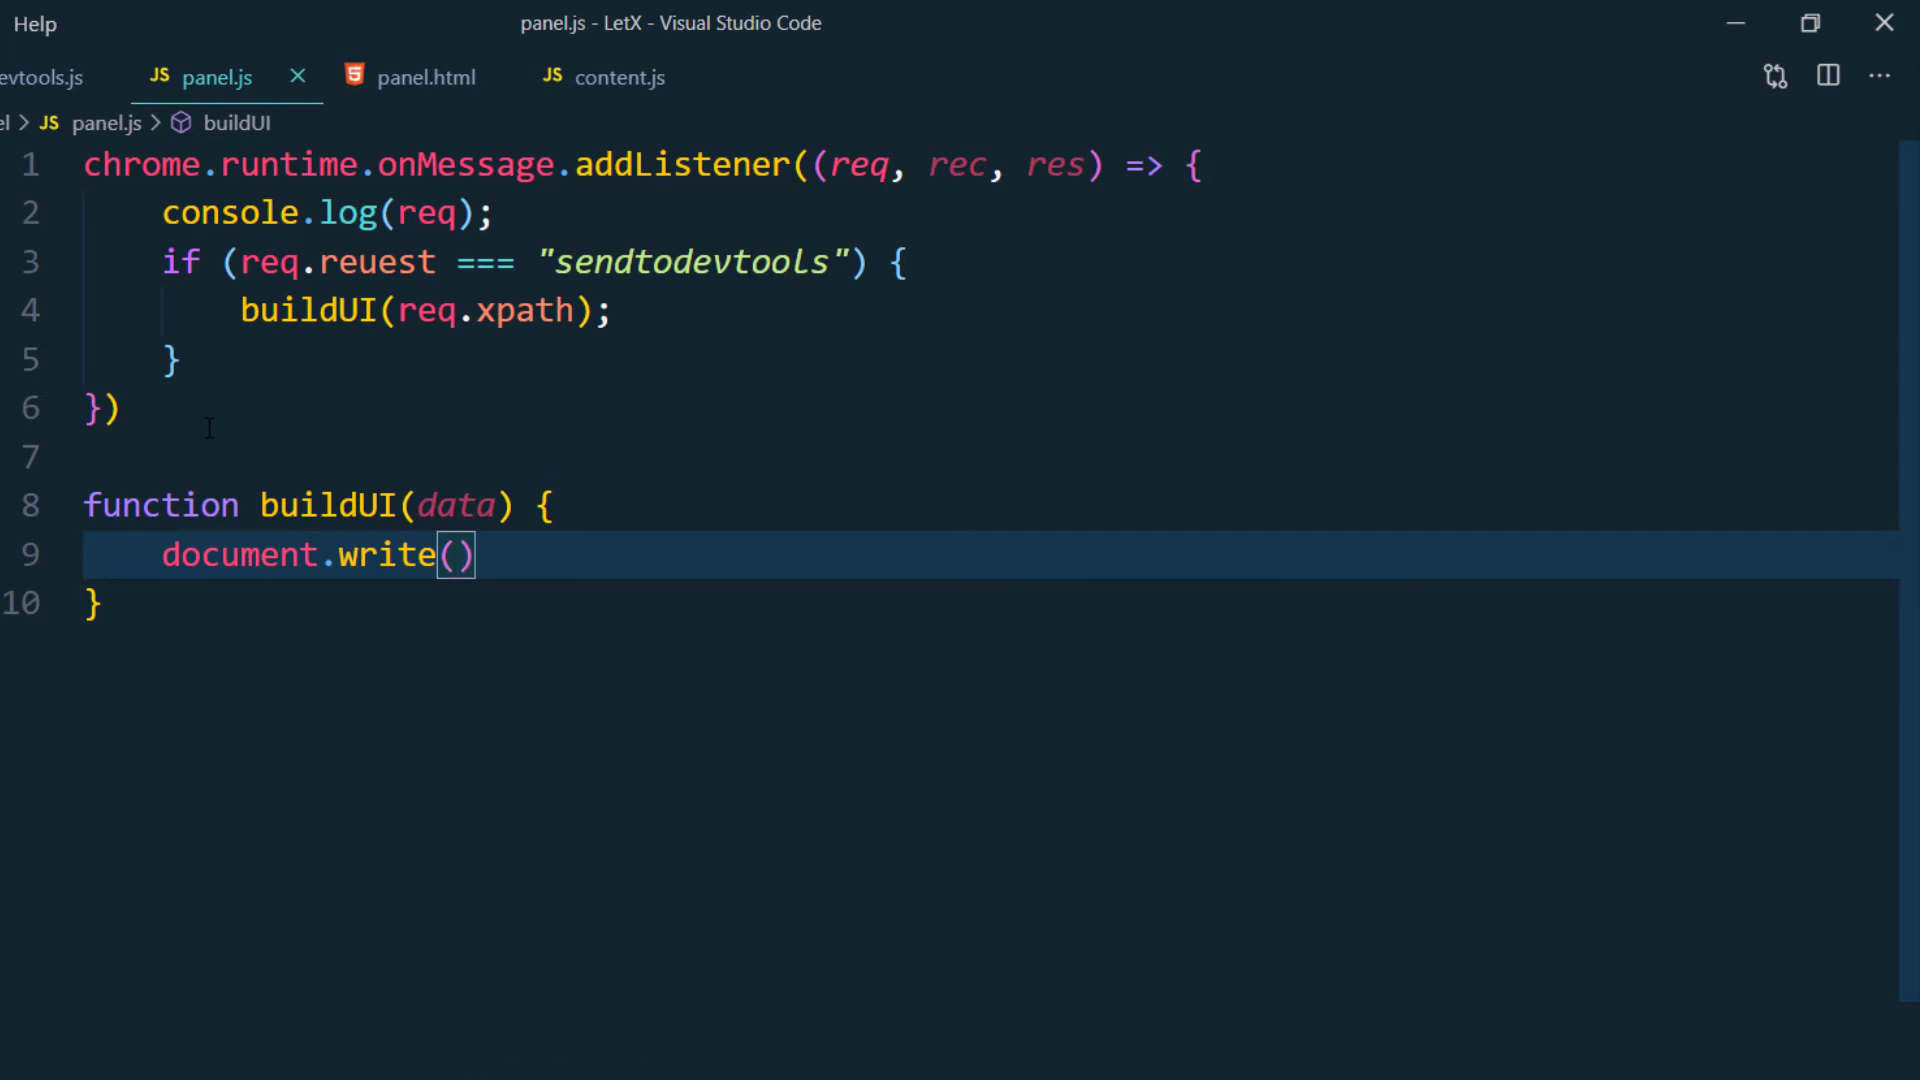 Help
panel.js - LetX - Visual Studio Code
evtools.js
JS panel.js
panel.html
JS content.js
el > JS panel.js > buildUI
1 chrome.runtime.onMessage.addListener((req, rec, res) => {
2 console.log(req);
3 if (req.reuest === "sendtodevtools") {
4 buildUI(req.xpath);
5 }
6 })
7
8 function buildUI(data) {
9 document.write()
10 }